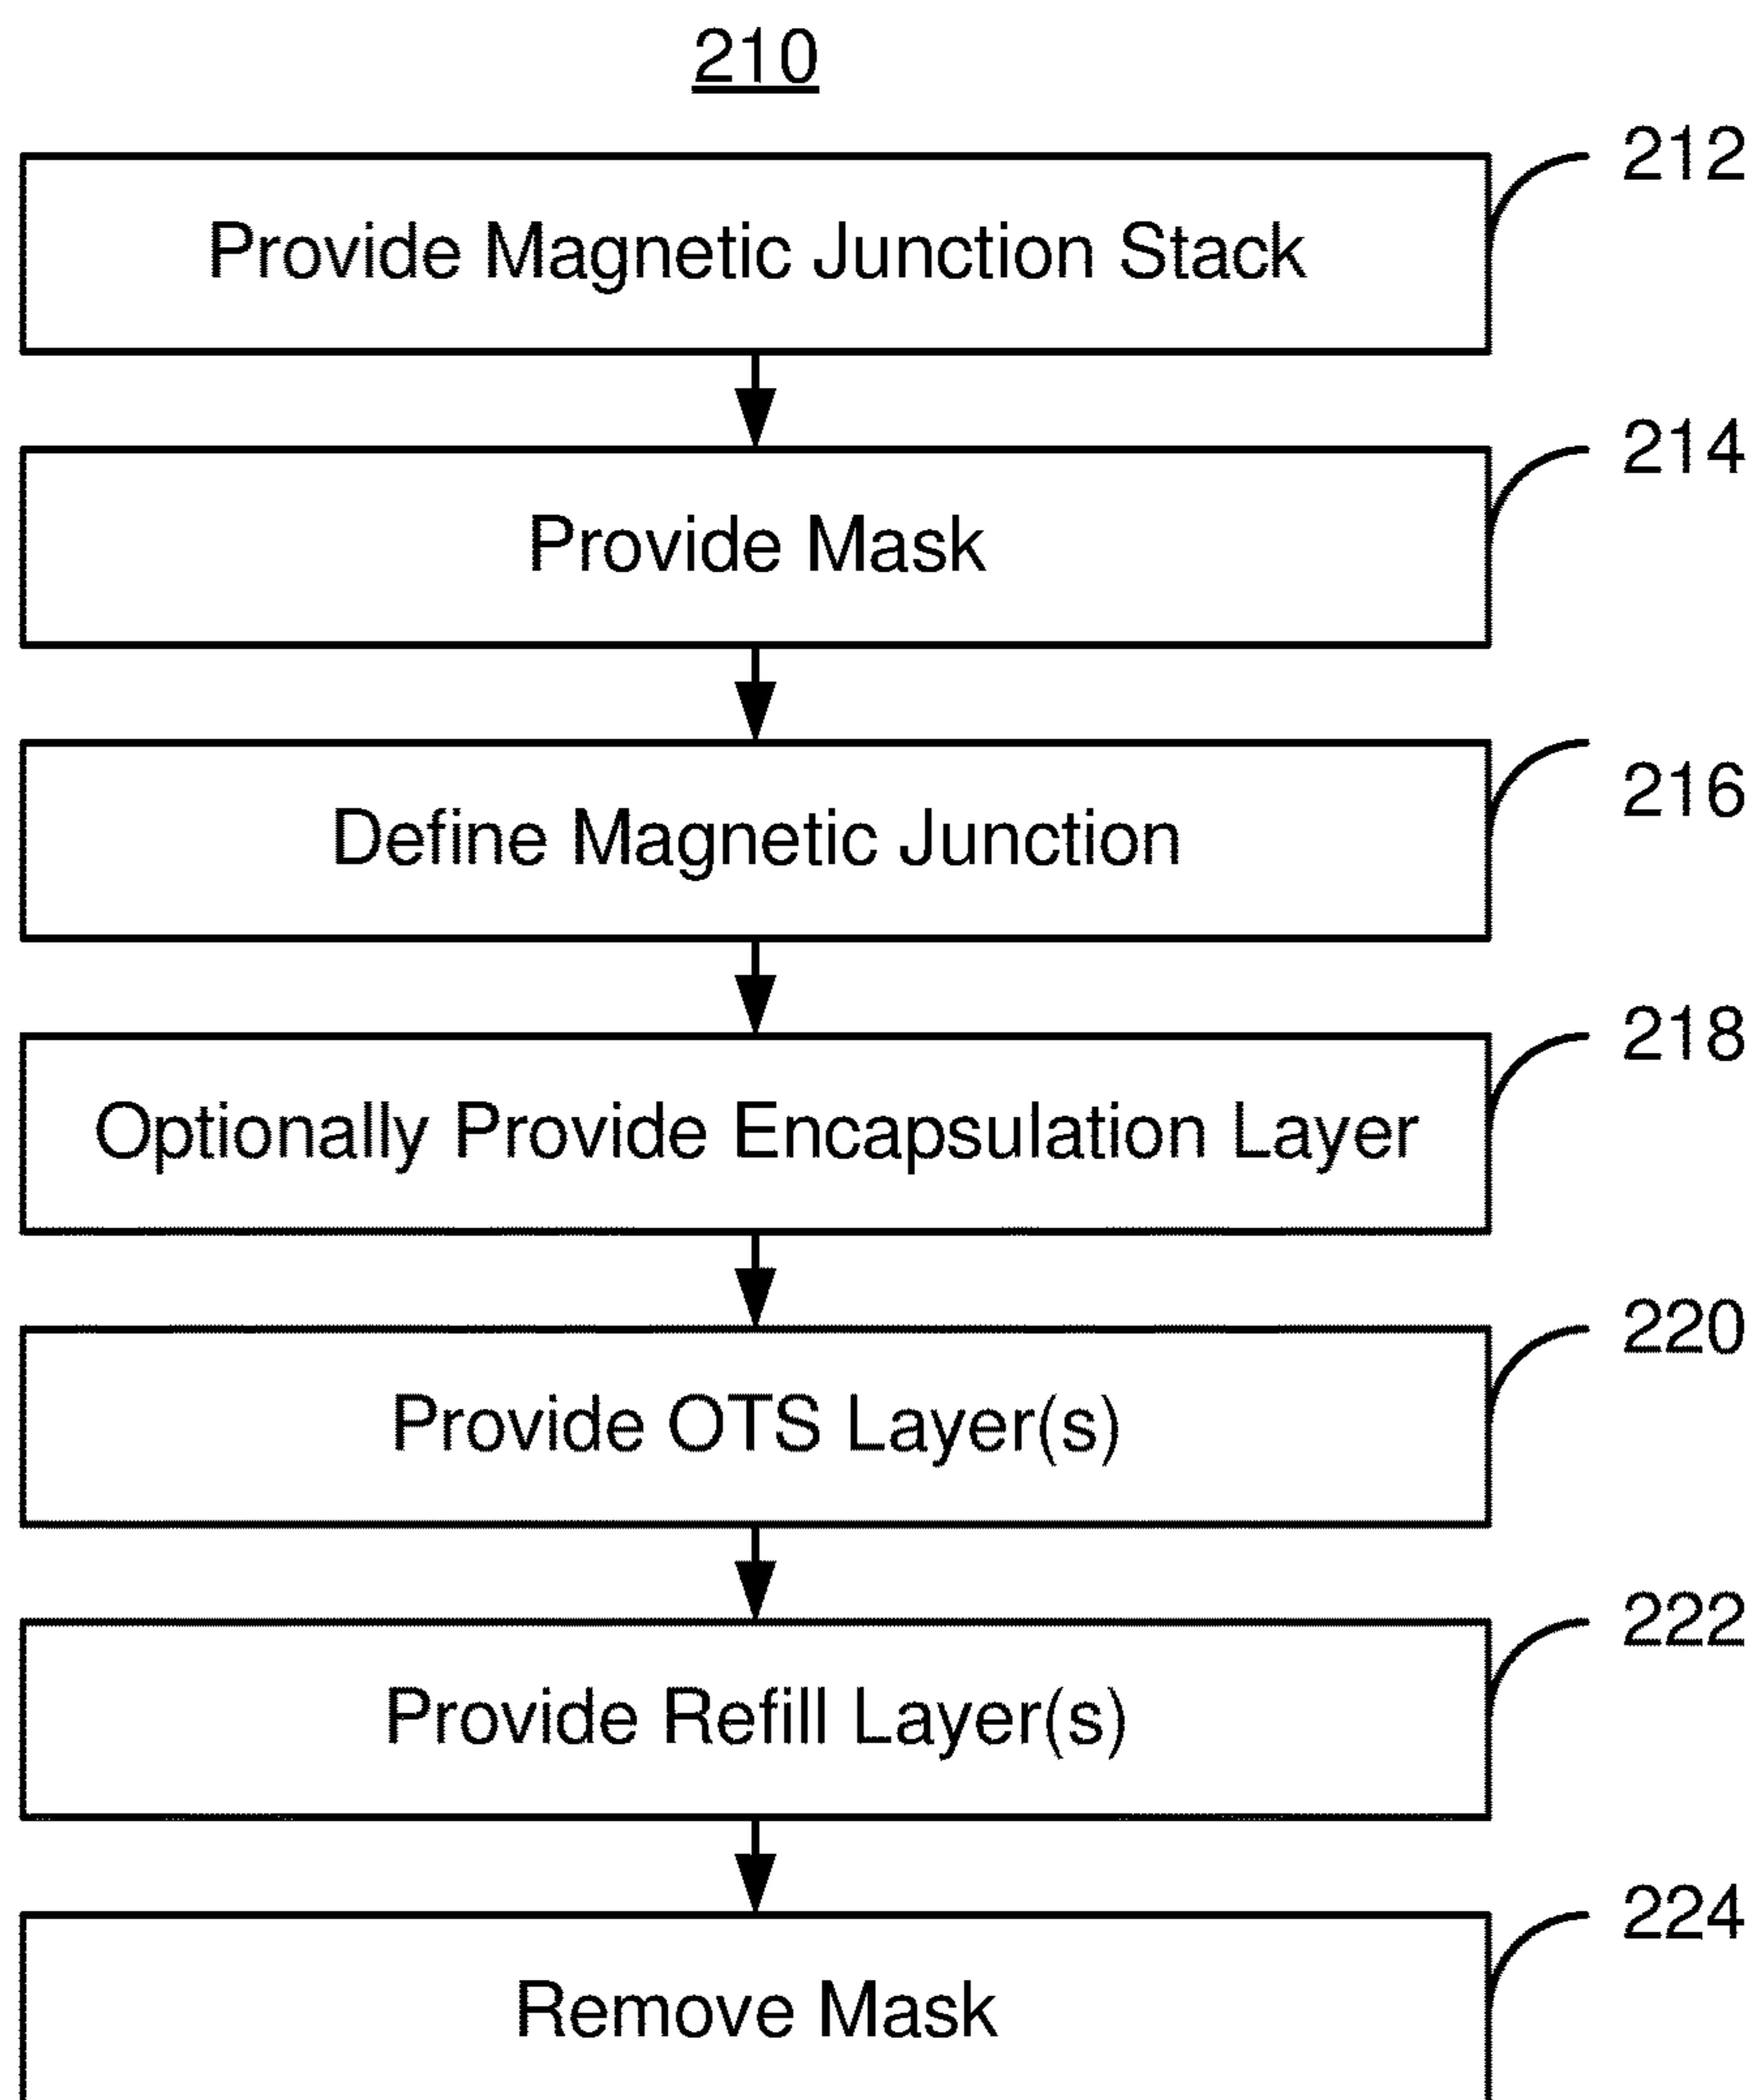 210
212
Provide Magnetic Junction Stack
214
Provide Mask
216
Define Magnetic Junction
218
Optionally Provide Encapsulation Layer
220
Provide OTS Layer(s)
222
Provide Refill Layer(s)
224
Remove Mask